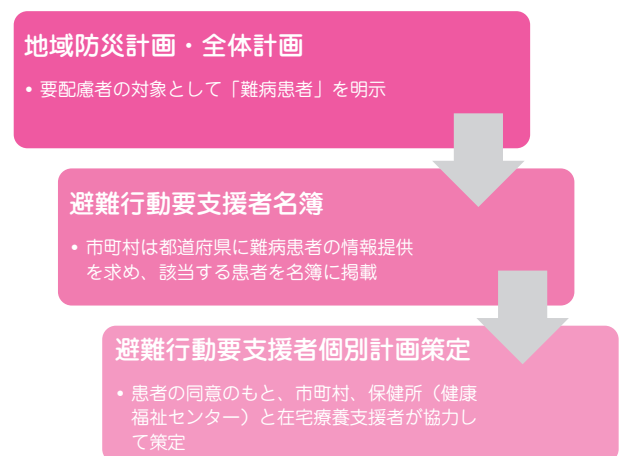 地域防災計画・全体計画
• 要配慮者の対象として「難病患者」を明示
避難行動要支援者名簿
• 市町村は都道府県に難病患者の情報提供
を求め、該当する患者を名簿に掲載
避難行動要支援者個別計画策定
• 患者の同意のもと、市町村、保健所（健康
福祉センター）と在宅療養支援者が協力し
て策定